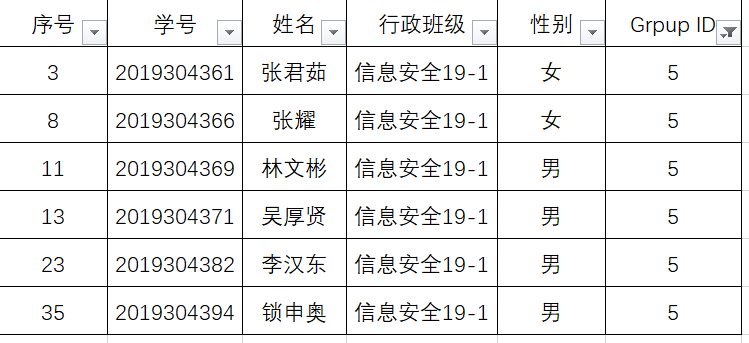 序号 学号 姓名 行政班级 性别 Grpup ID
3 2019304361 张君茹 信息安全19-1 女 5
8 2019304366 张耀 信息安全19-1 女 5
11 2019304369 林文彬 信息安全19-1 男 5
13 2019304371 吴厚贤 信息安全19-1 男 5
23 2019304382 李汉东 信息安全19-1 男 5
35 2019304394 锁申奥 信息安全19-1 男 5